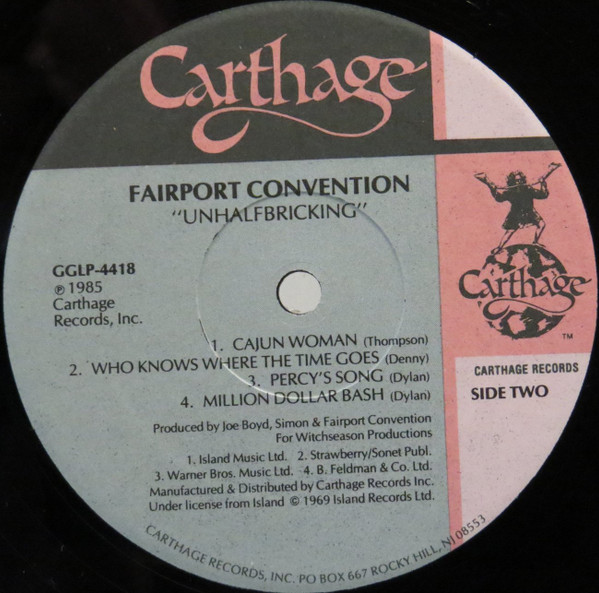 Carthage
FAIRPORT CONVENTION
"UNHALFBRICKING"
GGLP-4418
℗ 1985
Carthage
Records, Inc.
Carthage
TM
CARTHAGE RECORDS
SIDE TWO
1. CAJUN WOMAN (Thompson)
2. WHO KNOWS WHERE THE TIME GOES (Denny)
3. PERCY'S SONG (Dylan)
4. MILLION DOLLAR BASH (Dylan)
Produced by Joe Boyd, Simon & Fairport Convention
For Witchseason Productions
1. Island Music Ltd. 2. Strawberry/Sonet Publ.
3. Warner Bros. Music Ltd. 4. B. Feldman & Co. Ltd.
Manufactured & Distributed by Carthage Records Inc.
Under license from Island © 1969 Island Records Ltd.
CARTHAGE RECORDS, INC. PO BOX 667 ROCKY HILL, NJ 08553